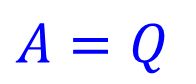 A = Q